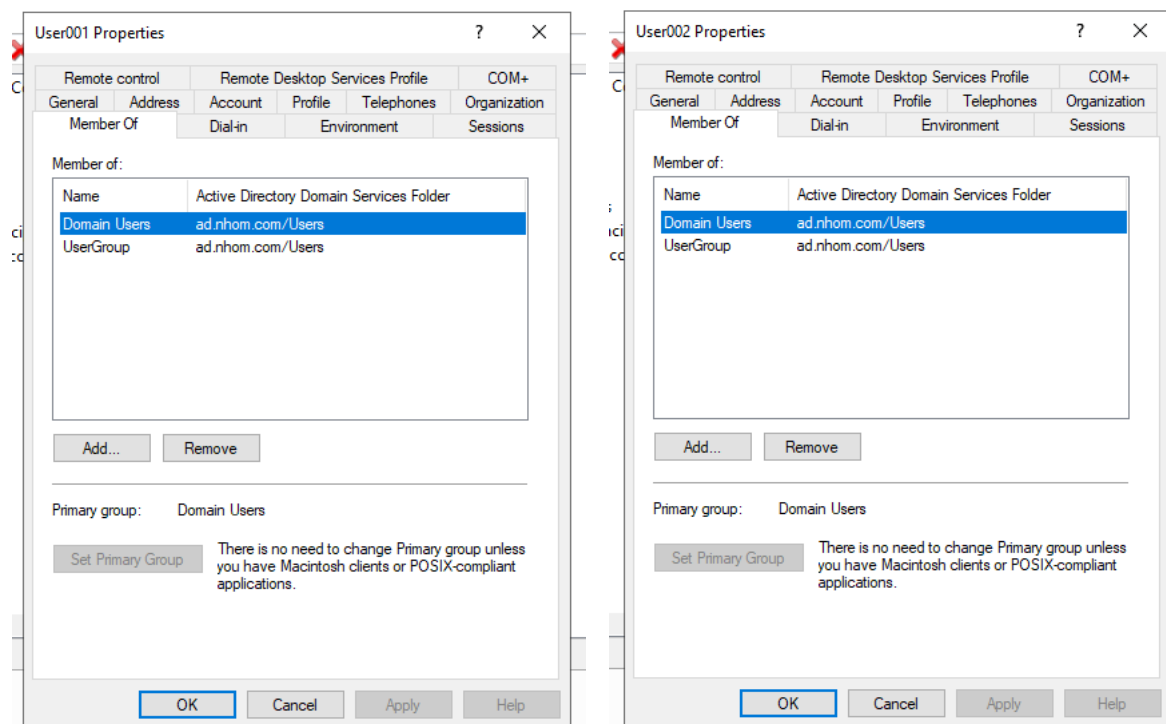 User001 Properties ? ×
Remote control Remote Desktop Services Profile COM+
General Address Account Profile Telephones Organization
Member Of Dial-in Environment Sessions
Member of:
Name Active Directory Domain Services Folder
Domain Users ad.nhom.com/Users
UserGroup ad.nhom.com/Users
Add... Remove
Primary group: Domain Users
Set Primary Group
There is no need to change Primary group unless
you have Macintosh clients or POSIX-compliant
applications.
OK Cancel Apply Help
User002 Properties ? ×
Remote control Remote Desktop Services Profile COM+
General Address Account Profile Telephones Organization
Member Of Dial-in Environment Sessions
Member of:
Name Active Directory Domain Services Folder
Domain Users ad.nhom.com/Users
UserGroup ad.nhom.com/Users
Add... Remove
Primary group: Domain Users
Set Primary Group
There is no need to change Primary group unless
you have Macintosh clients or POSIX-compliant
applications.
OK Cancel Apply Help